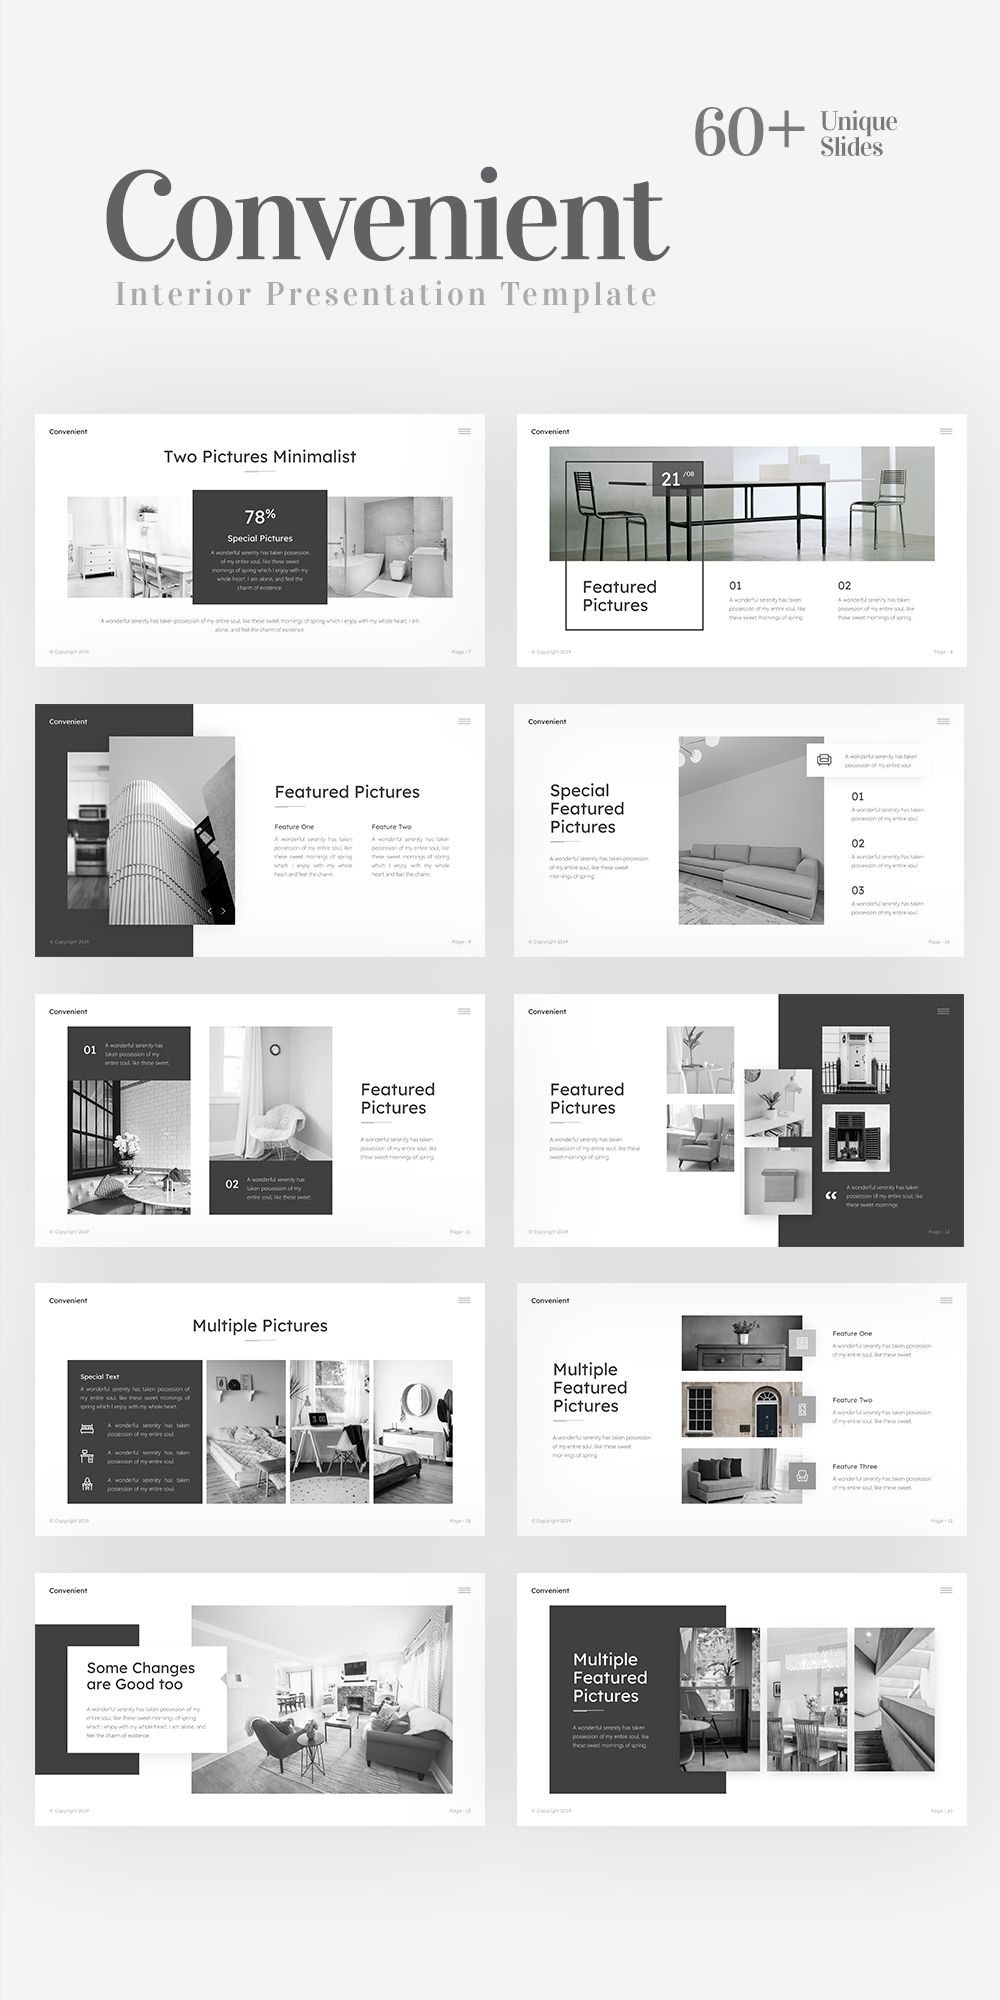 60+ Unique
Slides
Convenient
Interior Presentation Template
Convenient
Two Pictures Minimalist
78%
Special Pictures
A wonderful serenity has taken possession
of my entire soul, like these sweet
mornings of spring which I enjoy with my
whole heart. I am alone, and feel the
charm of existence.
A wonderful serenity has taken possession of my entire soul, like these sweet mornings of spring which I enjoy with my whole heart. I am
alone, and feel the charm of existence.
© Copyright 2019
Page - 7
Convenient
21 /08
Featured
Pictures
01
A wonderful serenity has taken
possession of my entire soul, like
these sweet mornings of spring.
02
A wonderful serenity has taken
possession of my entire soul, like
these sweet mornings of spring.
© Copyright 2019
Page - 8
Convenient
Featured Pictures
Feature One
A wonderful serenity has taken
possession of my entire soul, like
these sweet mornings of spring
which I enjoy with my whole
heart and feel the charm.
Feature Two
A wonderful serenity has taken
possession of my entire soul, like
these sweet mornings of spring
which I enjoy with my whole
heart and feel the charm.
© Copyright 2019
Page - 9
Convenient
Special
Featured
Pictures
A wonderful serenity has taken possession
of my entire soul, like these sweet
mornings of spring.
A wonderful serenity has taken
possession of my entire soul.
01
A wonderful serenity has taken
possession of my entire soul.
02
A wonderful serenity has taken
possession of my entire soul.
03
A wonderful serenity has taken
possession of my entire soul.
© Copyright 2019
Convenient
01
A wonderful serenity has
taken possession of my
entire soul, like these sweet.
02
A wonderful serenity has
taken possession of my
entire soul, like these sweet.
Featured
Pictures
A wonderful serenity has taken
possession of my entire soul, like
these sweet mornings of spring.
© Copyright 2019
Page - 11
Convenient
Featured
Pictures
A wonderful serenity has taken
possession of my entire soul, like these
sweet mornings of spring.
“
A wonderful serenity has taken
possession of my entire soul, like
these sweet mornings.
© Copyright 2019
Page - 12
Convenient
Multiple Pictures
Special Text
A wonderful serenity has taken possession of
my entire soul, like these sweet mornings of
spring which I enjoy with my whole heart.
A wonderful serenity has taken
possession of my entire soul.
A wonderful serenity has taken
possession of my entire soul.
A wonderful serenity has taken
possession of my entire soul.
3:00
© Copyright 2019
Page - 18
Convenient
Multiple
Featured
Pictures
A wonderful serenity has taken possession
of my entire soul, like these sweet
mornings of spring.
Feature One
A wonderful serenity has taken possession
of my entire soul, like these sweet.
Feature Two
A wonderful serenity has taken possession
of my entire soul, like these sweet.
Feature Three
A wonderful serenity has taken possession
of my entire soul, like these sweet.
© Copyright 2019
Convenient
Some Changes
are Good too
A wonderful serenity has taken possession of my
entire soul, like these sweet mornings of spring
which I enjoy with my whole heart. I am alone, and
feel the charm of existence.
© Copyright 2019
Convenient
Multiple
Featured
Pictures
A wonderful serenity has taken
possession of my entire soul, like
these sweet mornings of spring.
© Copyright 2019